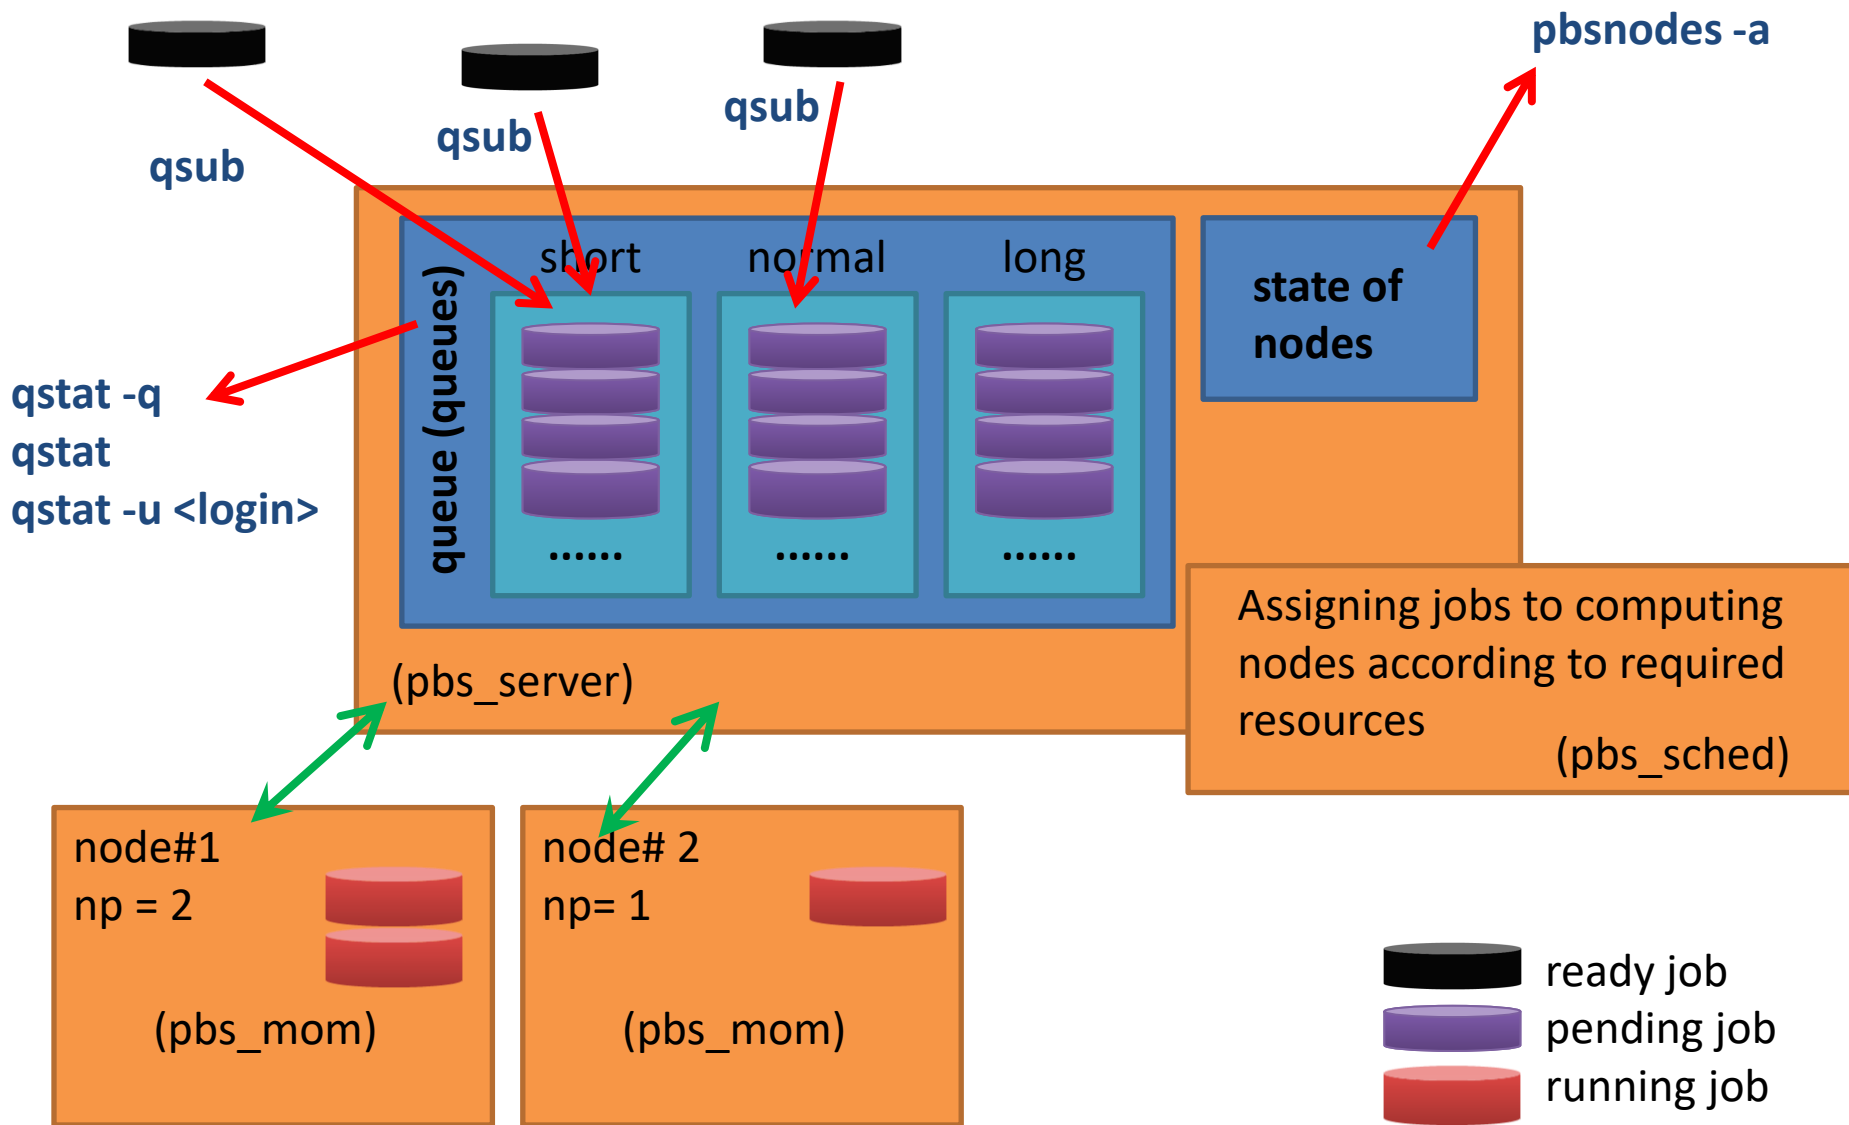 pbsnodes -a
qsub
qsub
qsub
short
normal
long
queue (queues)
......
......
......
state of
nodes
qstat -q
qstat
qstat -u <login>
(pbs_server)
Assigning jobs to computing
nodes according to required
resources
(pbs_sched)
node#1
np = 2
(pbs_mom)
node# 2
np= 1
(pbs_mom)
ready job
pending job
running job